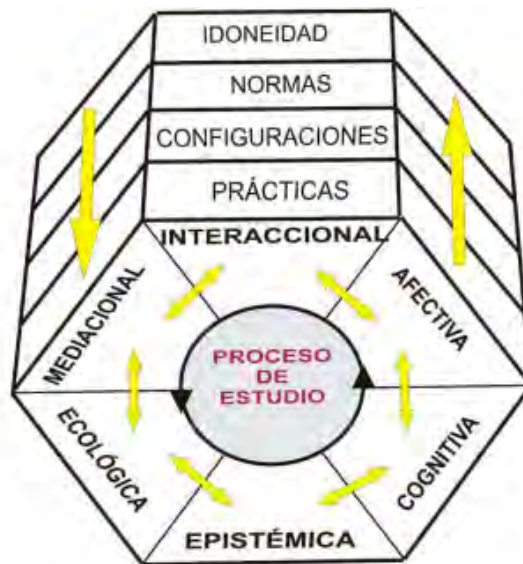 IDONEIDAD
NORMAS
CONFIGURACIONES
PRÁCTICAS
INTERACCIONAL
MEDIACIONAL
AFECTIVA
PROCESO
DE
ESTUDIO
ECOLÓGICA
COGNITIVA
EPISTÉMICA